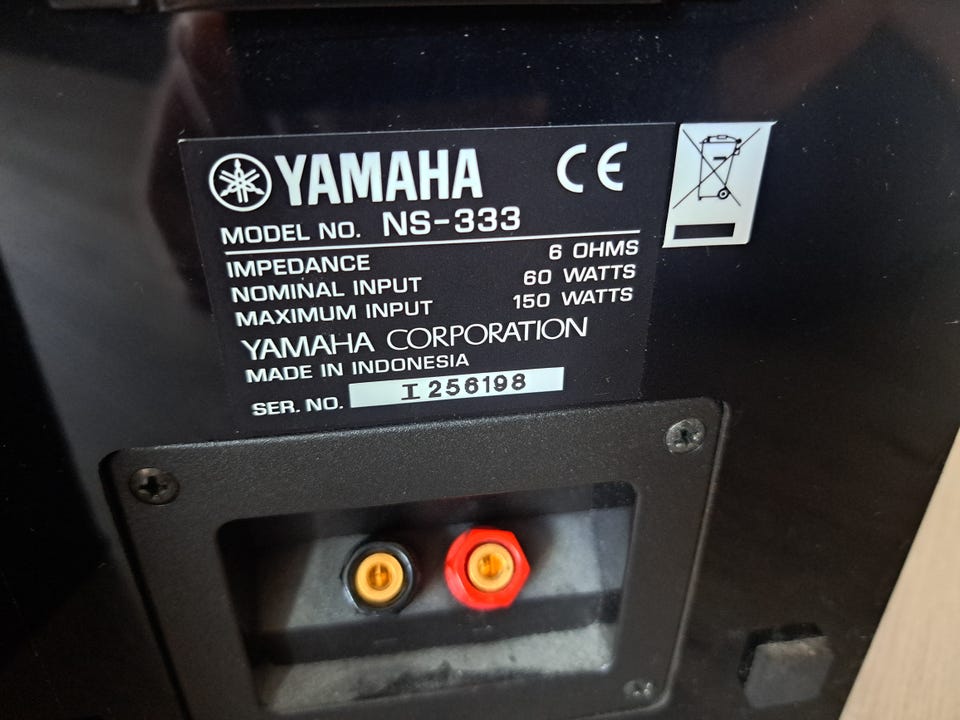 YAMAHA CE
MODEL NO. NS-333
IMPEDANCE 6 OHMS
NOMINAL INPUT 60 WATTS
MAXIMUM INPUT 150 WATTS
YAMAHA CORPORATION
MADE IN INDONESIA
SER. NO. I 256198